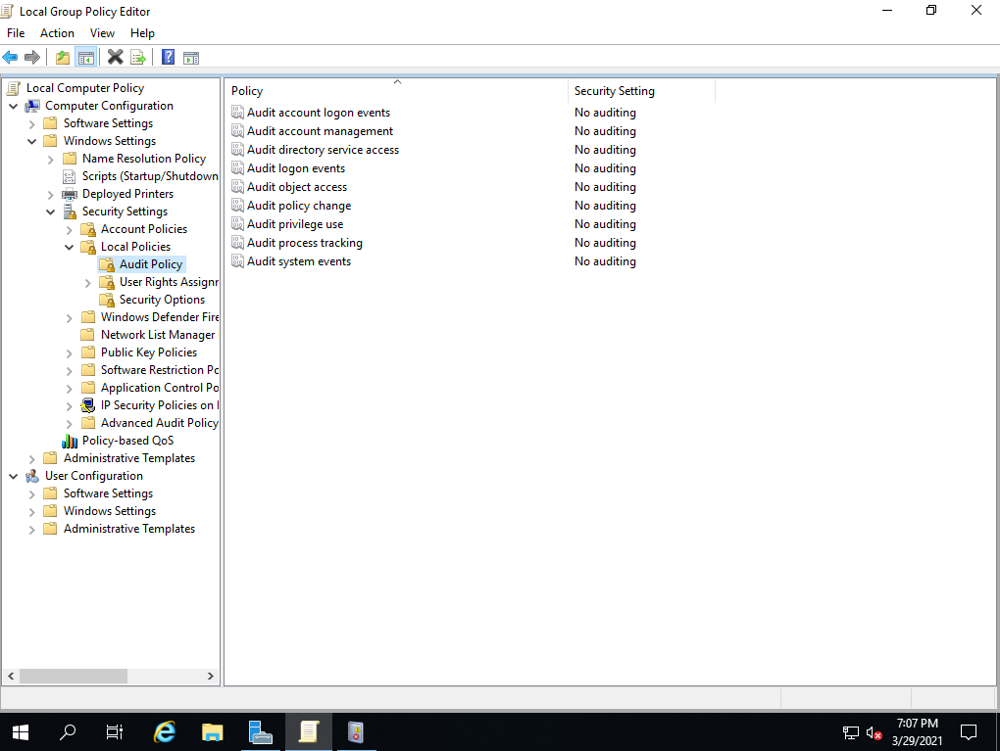 Local Group Policy Editor
File Action View Help
Local Computer Policy
Computer Configuration
Software Settings
Windows Settings
Name Resolution Policy
Scripts (Startup/Shutdown
Deployed Printers
Security Settings
Account Policies
Local Policies
Audit Policy
User Rights Assignr
Security Options
Windows Defender Fire
Network List Manager
Public Key Policies
Software Restriction Po
Application Control Po
IP Security Policies on
Advanced Audit Policy
Policy-based QoS
Administrative Templates
User Configuration
Software Settings
Windows Settings
Administrative Templates
Policy Security Setting
Audit account logon events No auditing
Audit account management No auditing
Audit directory service access No auditing
Audit logon events No auditing
Audit object access No auditing
Audit policy change No auditing
Audit privilege use No auditing
Audit process tracking No auditing
Audit system events No auditing
7:07 PM
3/29/2021